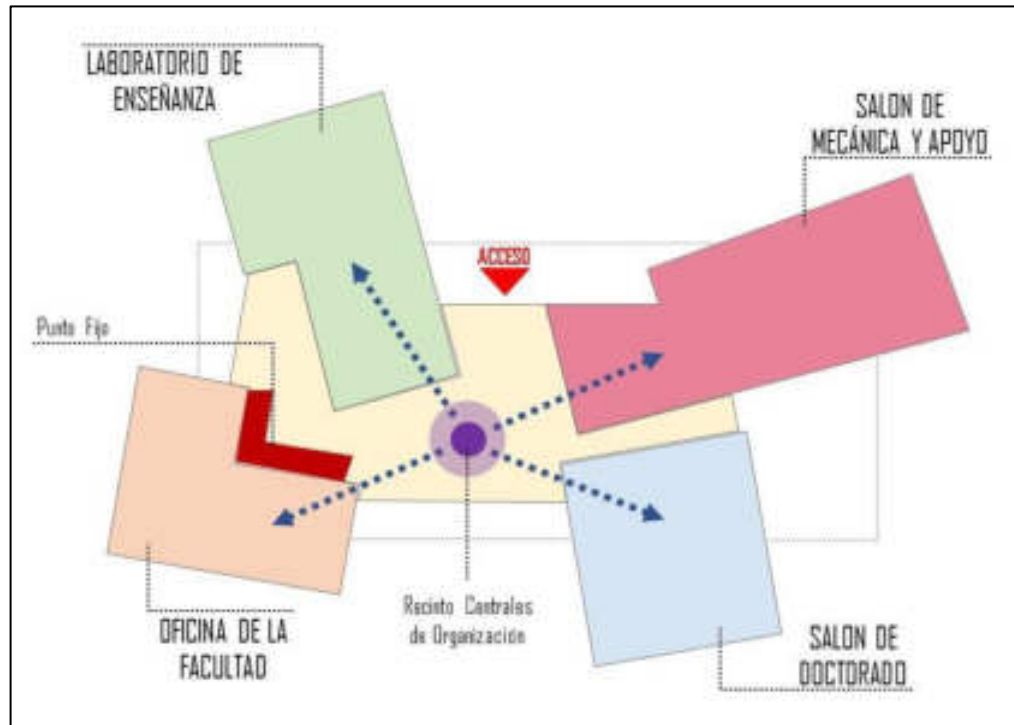 LABORATORIO DE
ENSEÑANZA
SALON DE
MECÁNICA Y APOYO
ACCESO
Punto Fijo
Recinto Centrales
de Organización
OFICINA DE LA
FACULTAD
SALON DE
DOCTORADO